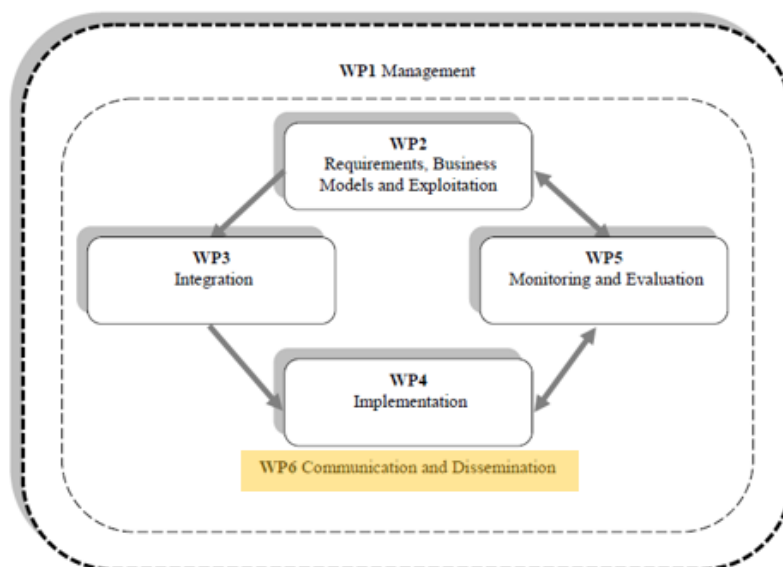 WP1 Management
WP2
Requirements, Business
Models and Exploitation
WP3
Integration
WP5
Monitoring and Evaluation
WP4
Implementation
WP6 Communication and Dissemination